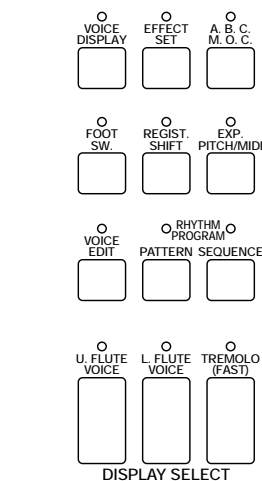 VOICE DISPLAY
EFFECT SET
A. B. C.
M. O. C.
FOOT SW.
REGIST. SHIFT
EXP. PITCH/MIDI
VOICE EDIT
RHYTHM PROGRAM
PATTERN SEQUENCE
U. FLUTE VOICE
L. FLUTE VOICE
TREMOLO (FAST)
DISPLAY SELECT